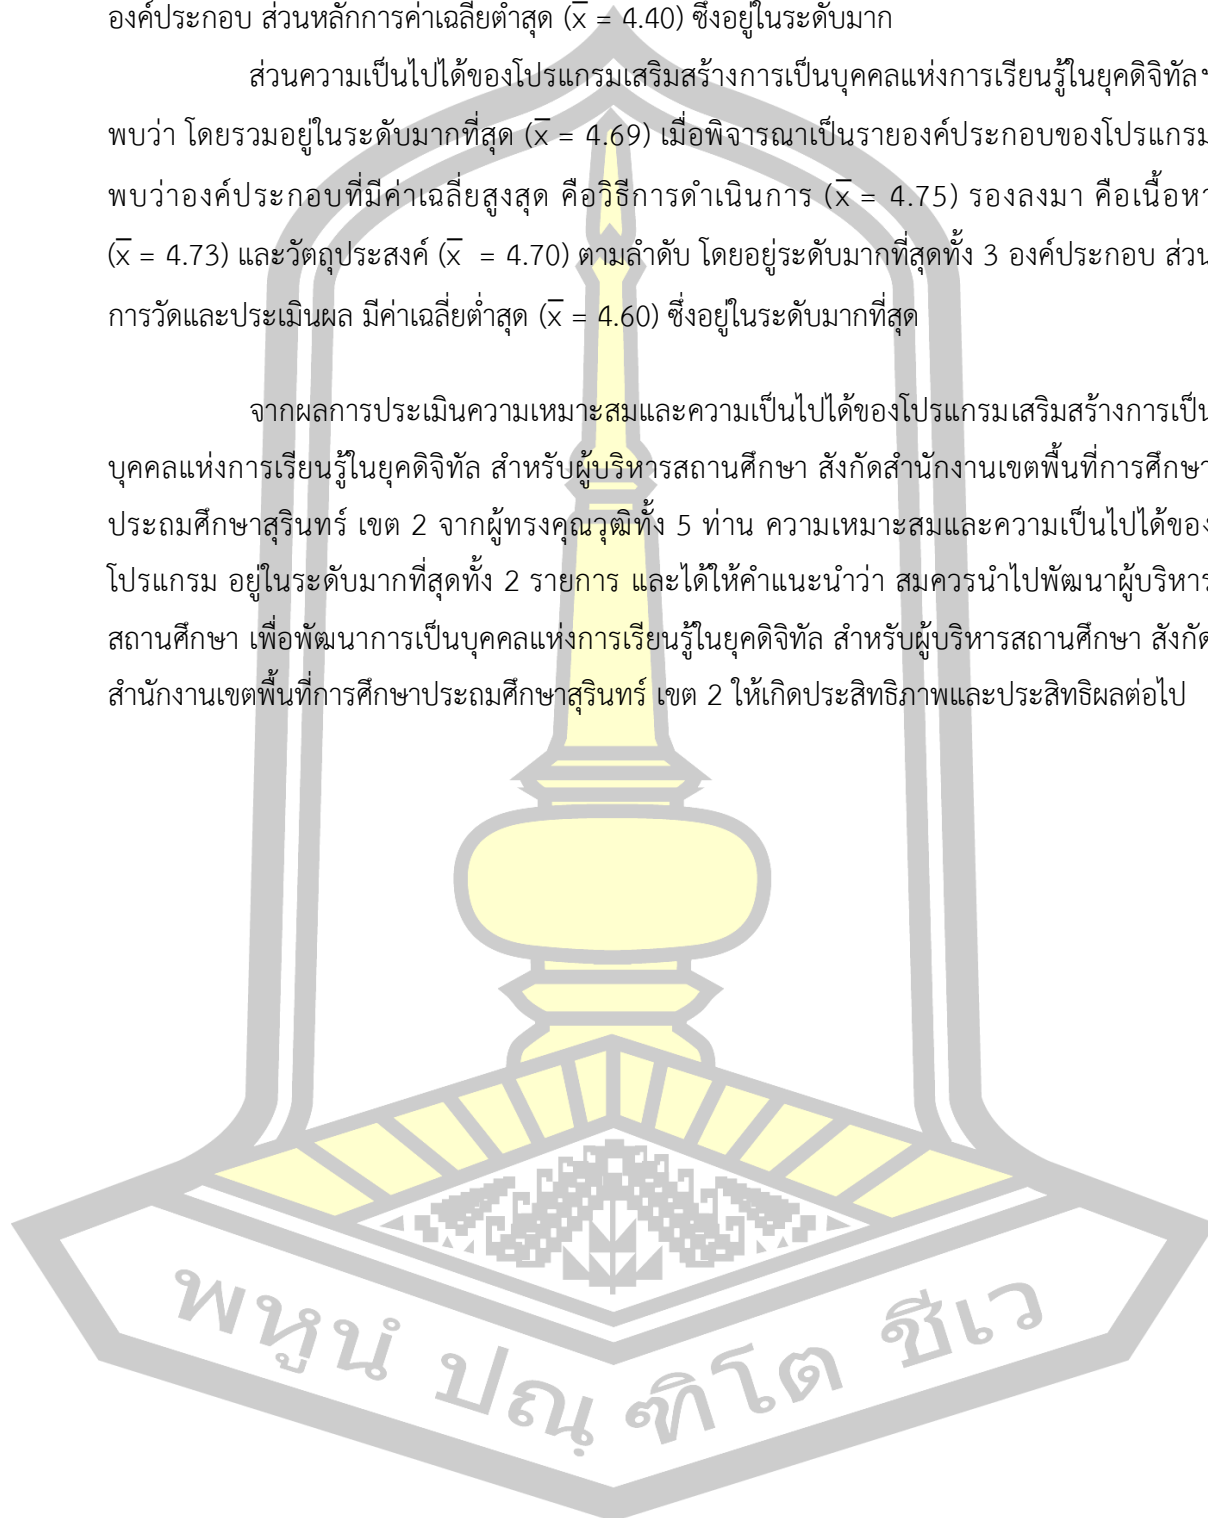 องค์ประกอบ ส่วนหลักการค่าเฉลี่ยต่ำสุด (x̅ = 4.40) ซึ่งอยู่ในระดับมาก
ส่วนความเป็นไปได้ของโปรแกรมเสริมสร้างการเป็นบุคคลแห่งการเรียนรู้ในยุคดิจิทัลฯ
พบว่า โดยรวมอยู่ในระดับมากที่สุด (x̅ = 4.69) เมื่อพิจารณาเป็นรายองค์ประกอบของโปรแกรม
พบว่าองค์ประกอบที่มีค่าเฉลี่ยสูงสุด คือวิธีการดำเนินการ (x̅ = 4.75) รองลงมา คือเนื้อหา
(x̅ = 4.73) และวัตถุประสงค์ (x̅ = 4.70) ตามลำดับ โดยอยู่ระดับมากที่สุดทั้ง 3 องค์ประกอบ ส่วน
การวัดและประเมินผล มีค่าเฉลี่ยต่ำสุด (x̅ = 4.60) ซึ่งอยู่ในระดับมากที่สุด
จากผลการประเมินความเหมาะสมและความเป็นไปได้ของโปรแกรมเสริมสร้างการเป็น
บุคคลแห่งการเรียนรู้ในยุคดิจิทัล สำหรับผู้บริหารสถานศึกษา สังกัดสำนักงานเขตพื้นที่การศึกษา
ประถมศึกษาสุรินทร์ เขต 2 จากผู้ทรงคุณวุฒิทั้ง 5 ท่าน ความเหมาะสมและความเป็นไปได้ของ
โปรแกรม อยู่ในระดับมากที่สุดทั้ง 2 รายการ และได้ให้คำแนะนำว่า สมควรนำไปพัฒนาผู้บริหาร
สถานศึกษา เพื่อพัฒนาการเป็นบุคคลแห่งการเรียนรู้ในยุคดิจิทัล สำหรับผู้บริหารสถานศึกษา สังกัด
สำนักงานเขตพื้นที่การศึกษาประถมศึกษาสุรินทร์ เขต 2 ให้เกิดประสิทธิภาพและประสิทธิผลต่อไป
พหูนํ ปณฺฑิโต ชีเว